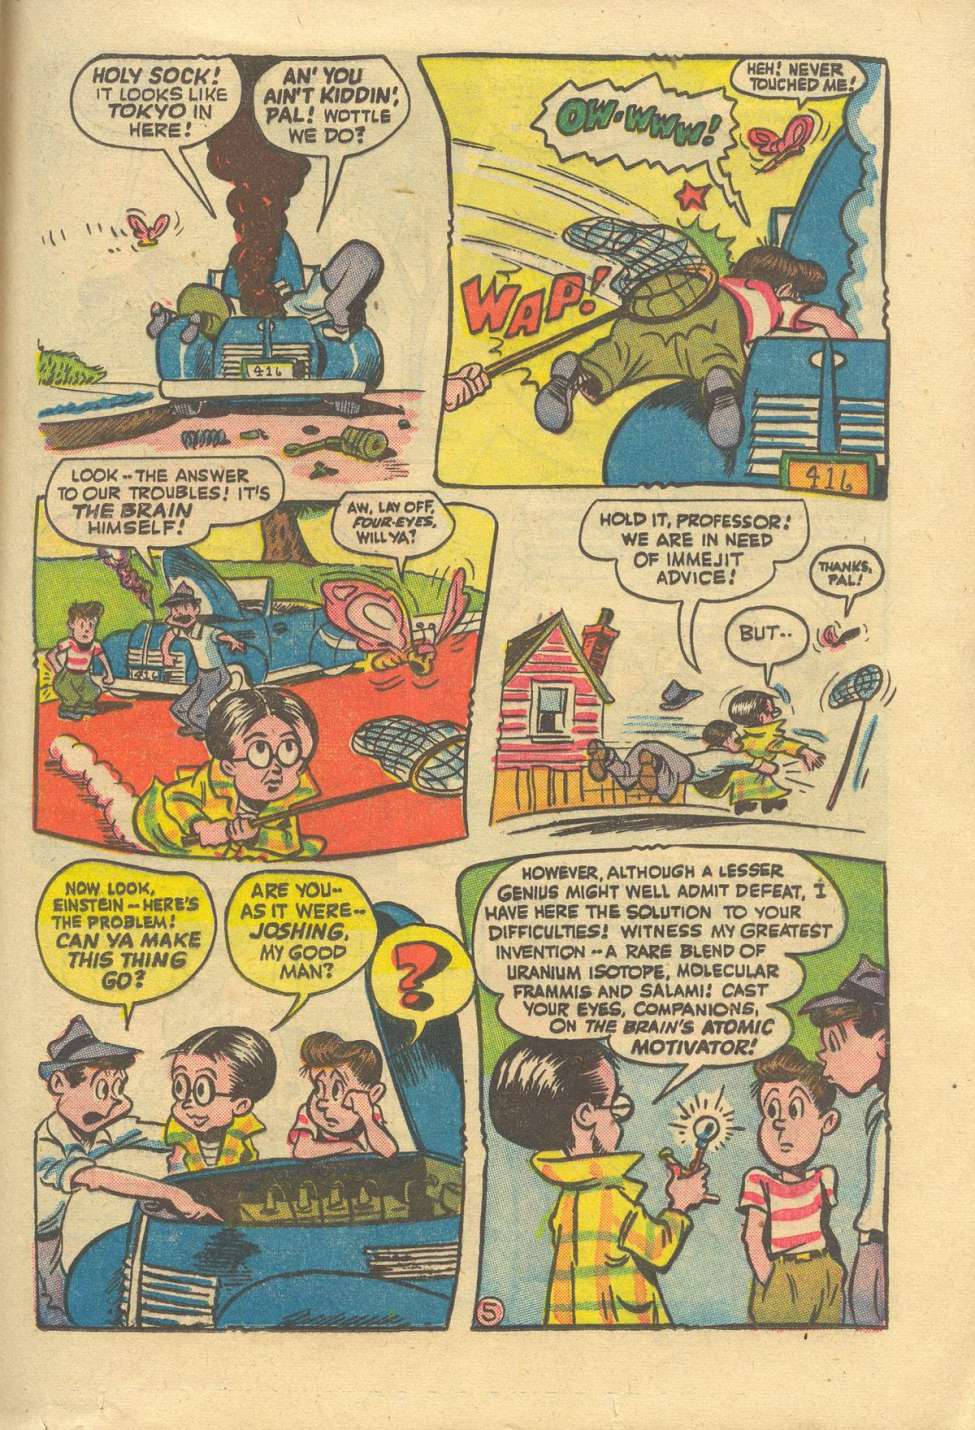 HOLY SOCK!
IT LOOKS LIKE
TOKYO IN
HERE!
AN' YOU
AIN'T KIDDIN',
PAL! WOTTLE
WE DO?
416
OW-WWW!
HEH! NEVER
TOUCHED ME!
WAP!
416
LOOK--THE ANSWER
TO OUR TROUBLES! IT'S
THE BRAIN
HIMSELF!
AW, LAY OFF,
FOUR-EYES,
WILL YA?
416
HOLD IT, PROFESSOR!
WE ARE IN NEED
OF IMMEJIT
ADVICE!
BUT--
THANKS,
PAL!
NOW LOOK,
EINSTEIN--HERE'S
THE PROBLEM!
CAN YA MAKE
THIS THING
GO?
ARE YOU--
AS IT WERE--
JOSHING,
MY GOOD
MAN?
?
HOWEVER, ALTHOUGH A LESSER
GENIUS MIGHT WELL ADMIT DEFEAT, I
HAVE HERE THE SOLUTION TO YOUR
DIFFICULTIES! WITNESS MY GREATEST
INVENTION--A RARE BLEND OF
URANIUM ISOTOPE, MOLECULAR
FRAMMIS AND SALAMI! CAST
YOUR EYES, COMPANIONS,
ON THE BRAIN'S ATOMIC
MOTIVATOR!
5